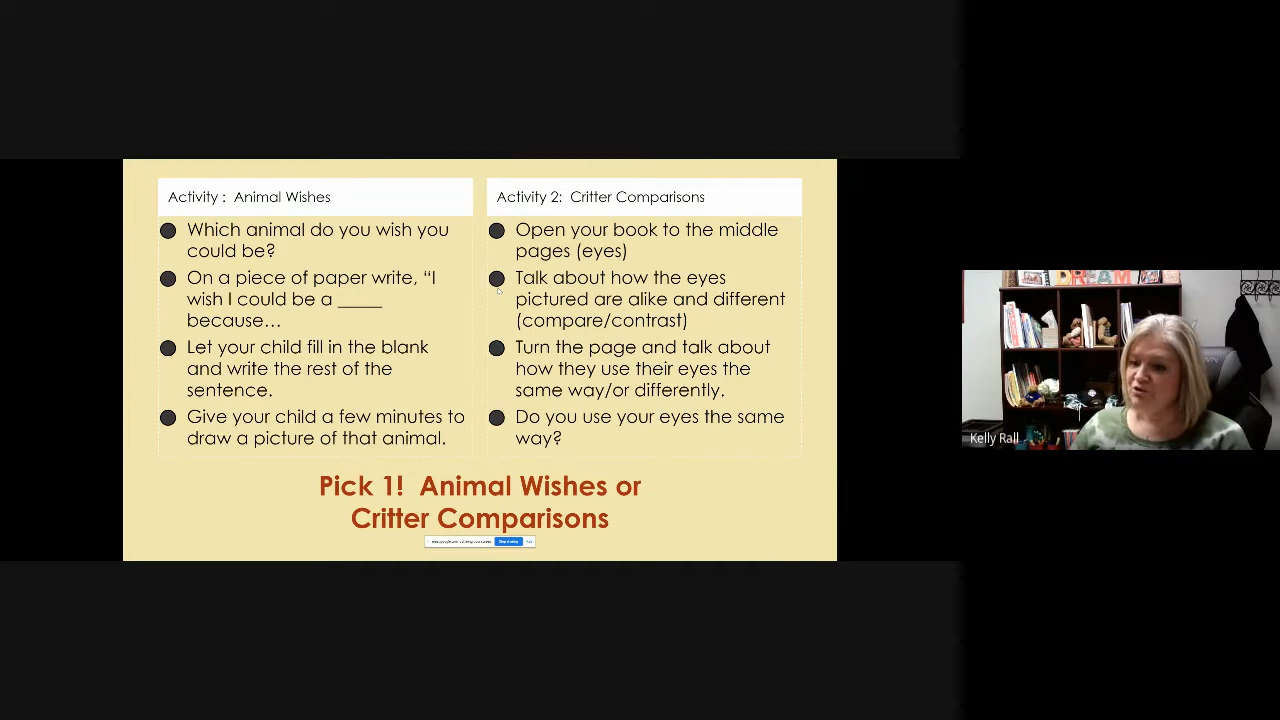 Activity :  Animal Wishes
Which animal do you wish you
could be?
On a piece of paper write, “I
wish I could be a _____
because…
Let your child fill in the blank
and write the rest of the
sentence.
Give your child a few minutes to
draw a picture of that animal.
Activity 2:  Critter Comparisons
Open your book to the middle
pages (eyes)
Talk about how the eyes
pictured are alike and different
(compare/contrast)
Turn the page and talk about
how they use their eyes the
same way/or differently.
Do you use your eyes the same
way?
Pick 1!  Animal Wishes or
Critter Comparisons
Stop sharing
Hide
DREAM
Kelly Rall